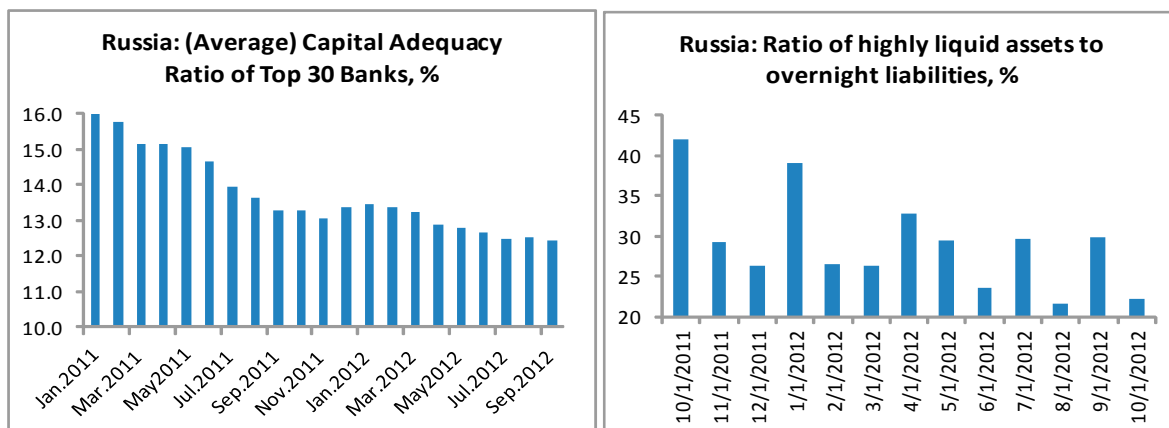 Russia: (Average) Capital Adequacy
Ratio of Top 30 Banks, %
16.0
15.0
14.0
13.0
12.0
11.0
10.0
Jan.2011
Mar.2011
May2011
Jul.2011
Sep.2011
Nov.2011
Jan.2012
Mar.2012
May2012
Jul.2012
Sep.2012
Russia: Ratio of highly liquid assets to
overnight liabilities, %
45
40
35
30
25
20
10/1/2011
11/1/2011
12/1/2011
1/1/2012
2/1/2012
3/1/2012
4/1/2012
5/1/2012
6/1/2012
7/1/2012
8/1/2012
9/1/2012
10/1/2012